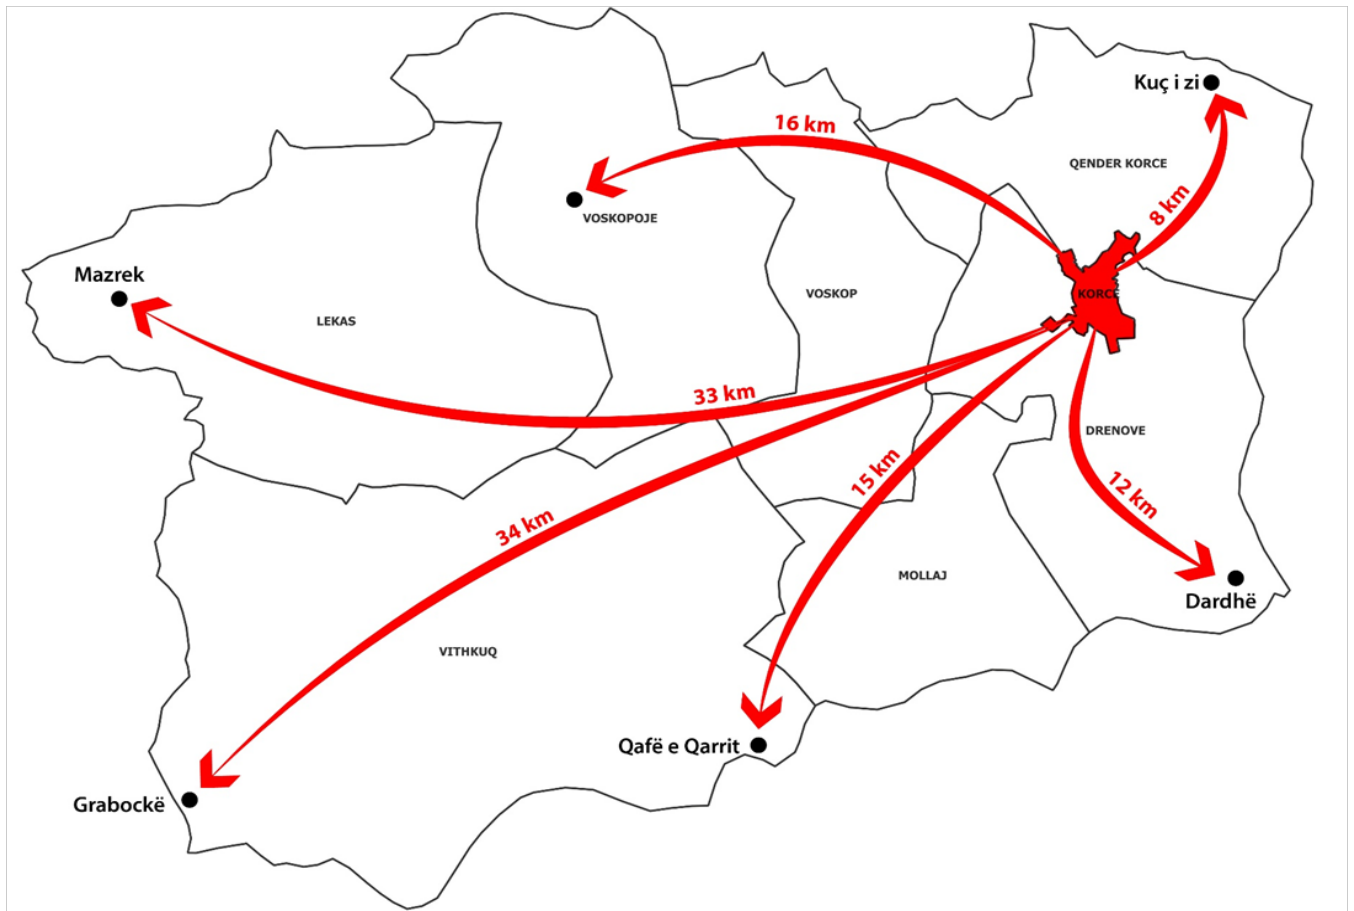 Kuç i zi
16 km
QENDER KORCE
8 km
VOSKOPOJE
Mazrek
VOSKOP
KORCE
LEKAS
33 km
DRENOVE
15 km
12 km
34 km
MOLLAJ
Dardhë
VITHKUQ
Qafë e Qarrit
Grabockë